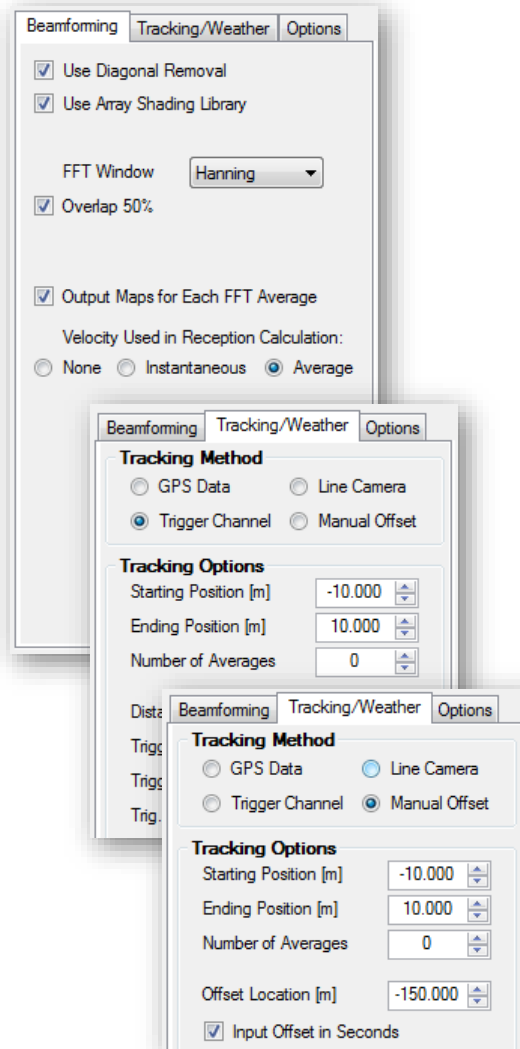 Beamforming Tracking/Weather Options
Use Diagonal Removal
Use Array Shading Library
FFT Window Hanning
Overlap 50%
Output Maps for Each FFT Average
Velocity Used in Reception Calculation:
None Instantaneous Average
Beamforming Tracking/Weather Options
Tracking Method
GPS Data Line Camera
Trigger Channel Manual Offset
Tracking Options
Starting Position [m] -10.000
Ending Position [m] 10.000
Number of Averages 0
Trig.
Beamforming Tracking/Weather Options
Tracking Method
GPS Data Line Camera
Trigger Channel Manual Offset
Tracking Options
Starting Position [m] -10.000
Ending Position [m] 10.000
Number of Averages 0
Offset Location [m] -150.000
Input Offset in Seconds